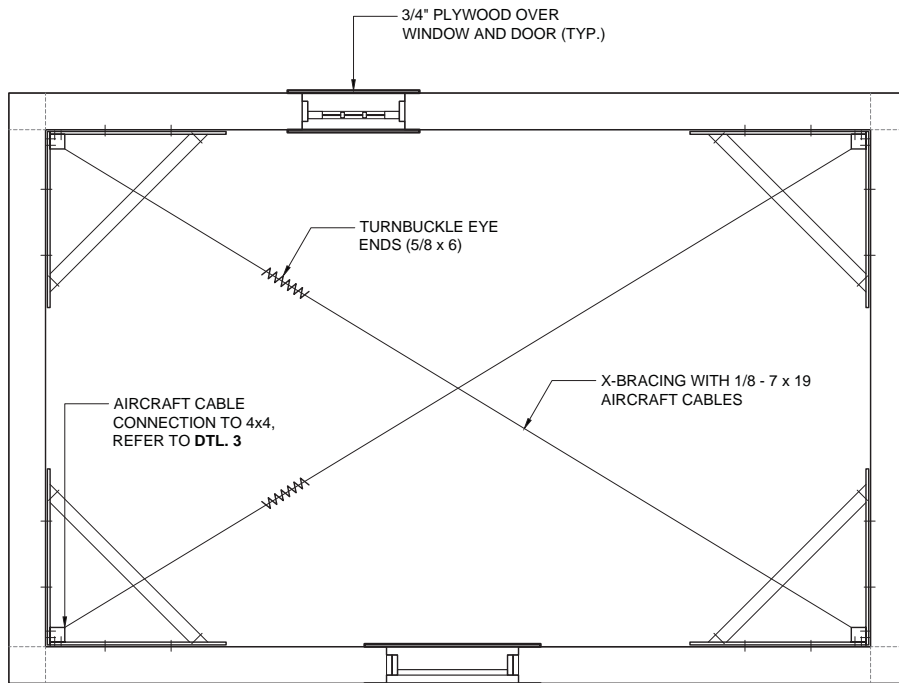 3/4" PLYWOOD OVER
WINDOW AND DOOR (TYP.)
TURNBUCKLE EYE
ENDS (5/8 x 6)
X-BRACING WITH 1/8 - 7 x 19
AIRCRAFT CABLES
AIRCRAFT CABLE
CONNECTION TO 4x4,
REFER TO DTL. 3